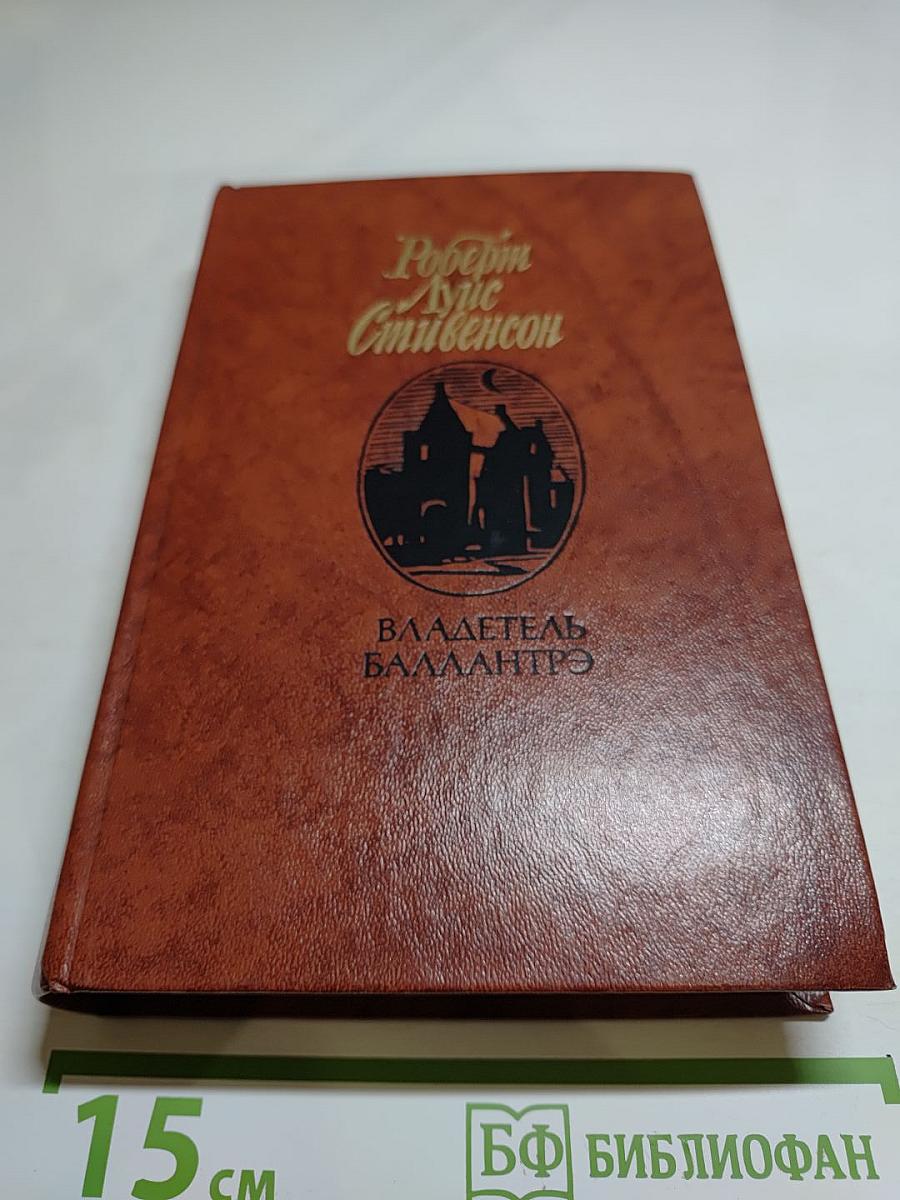 Роберт
Луис
Стивенсон
ВЛАДЕТЕЛЬ
БАЛЛАНТРЭ
15 см
БФ БИБЛИОФАН